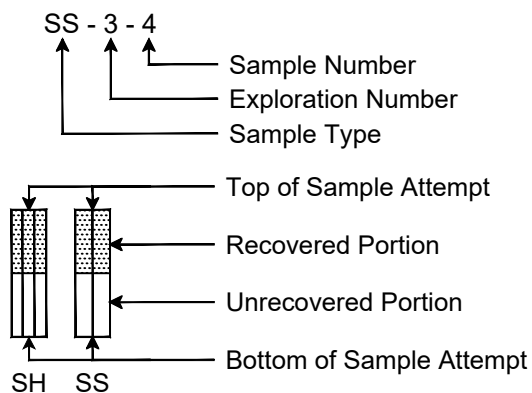 SS - 3 - 4
Sample Number
Exploration Number
Sample Type
Top of Sample Attempt
Recovered Portion
Unrecovered Portion
Bottom of Sample Attempt
SH SS